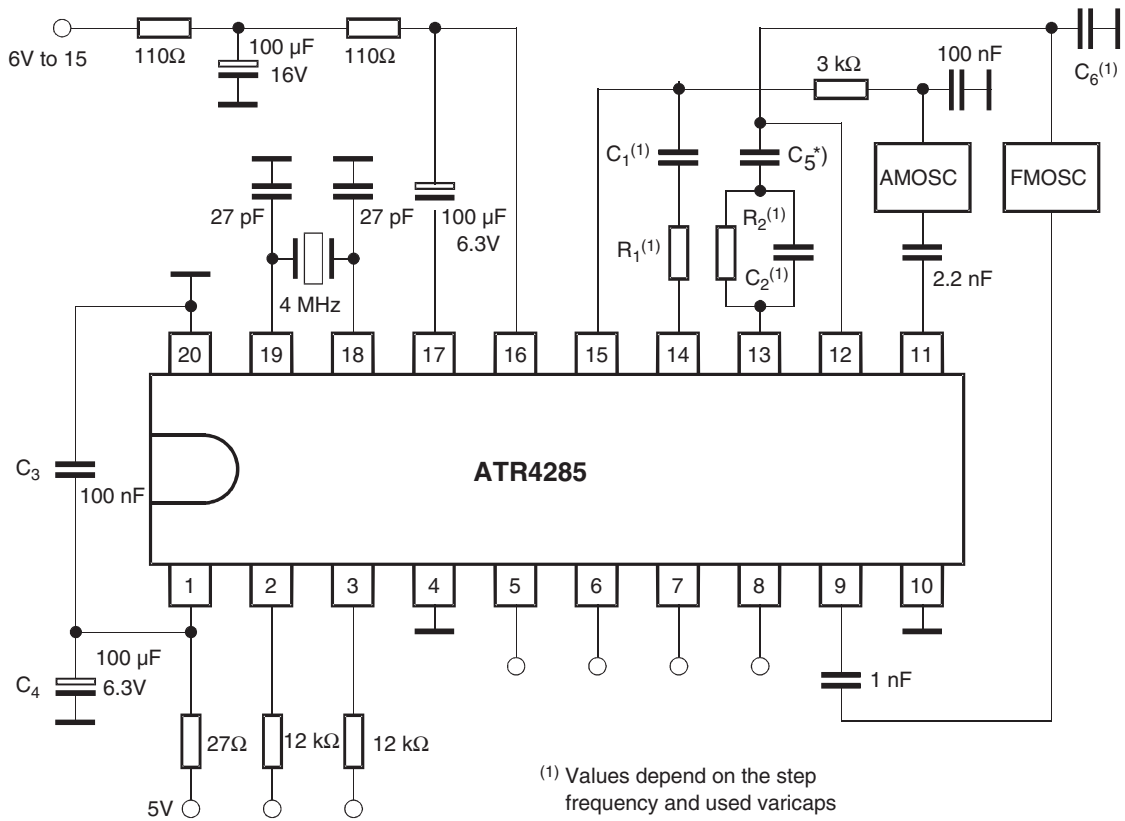 6V to 15
110Ω
100 µF
16V
110Ω
C6(1)
3 kΩ
100 nF
C1(1)
C5*)
AMOSC
FMOSC
27 pF
27 pF
100 µF
6.3V
R2(1)
R1(1)
C2(1)
2.2 nF
4 MHz
20
19
18
17
16
15
14
13
12
11
C3
100 nF
ATR4285
1
2
3
4
5
6
7
8
9
10
100 µF
6.3V
C4
1 nF
27Ω
12 kΩ
12 kΩ
5V
(1) Values depend on the step
frequency and used varicaps